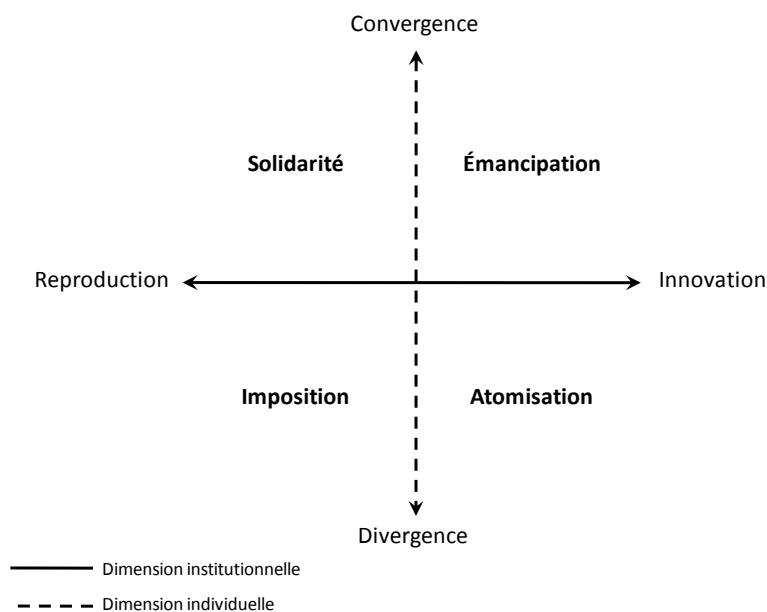 Convergence
Solidarité Émancipation
Reproduction Innovation
Imposition Atomisation
Divergence
Dimension institutionnelle
Dimension individuelle